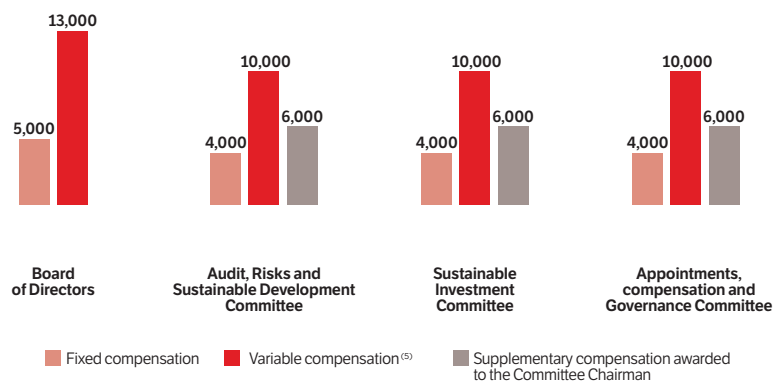 13,000
10,000
10,000
10,000
5,000
6,000
6,000
6,000
4,000
4,000
4,000
Board
of Directors
Audit, Risks and
Sustainable Development
Committee
Sustainable
Investment
Committee
Appointments,
compensation and
Governance Committee
Fixed compensation
Variable compensation (5)
Supplementary compensation awarded
to the Committee Chairman